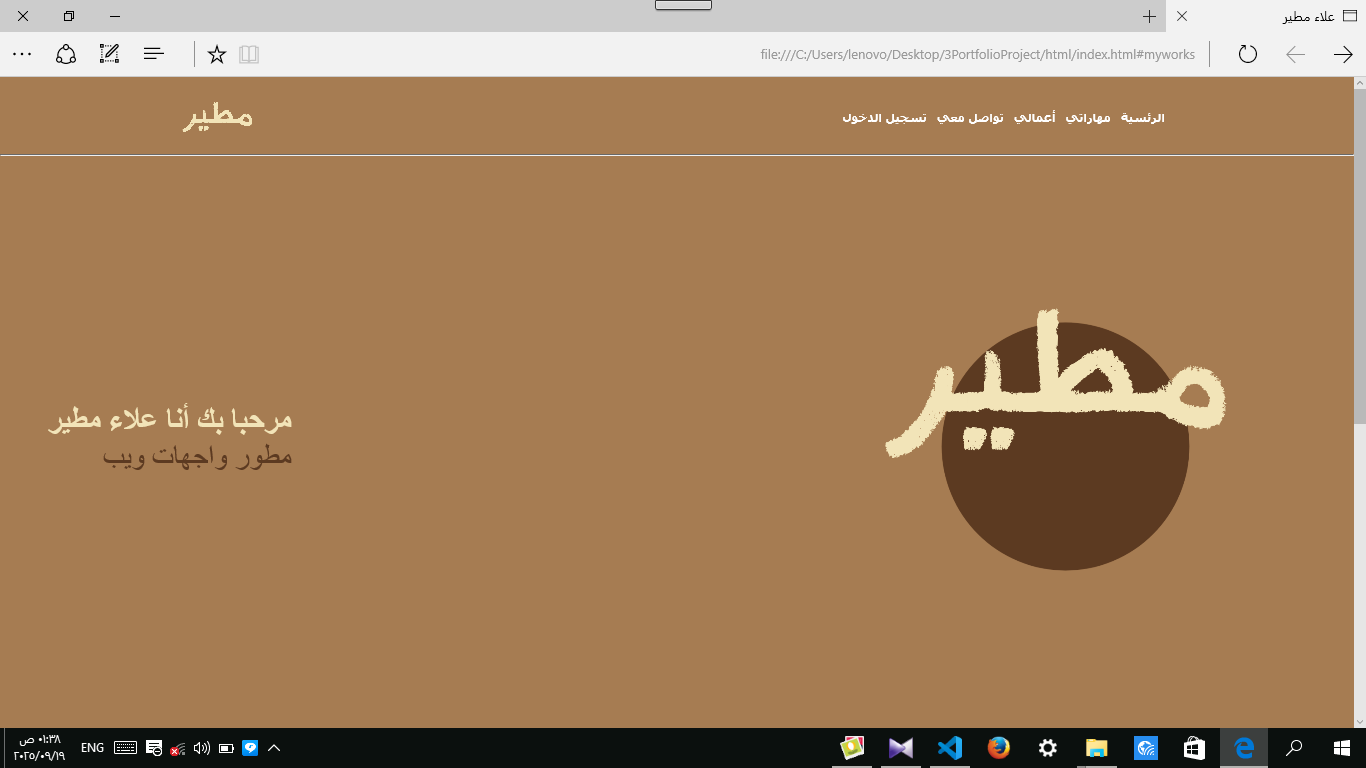 علاء مطير
file:///C:/Users/lenovo/Desktop/3PortfolioProject/html/index.html#myworks
الرئسية مهاراتي أعمالي تواصل معي تسجيل الدخول
مطير
مطير
مرحبا بك أنا علاء مطير
مطور واجهات ويب
ENG
٠١:٣٨ ص
٢٠٢٥/٠٩/١٩